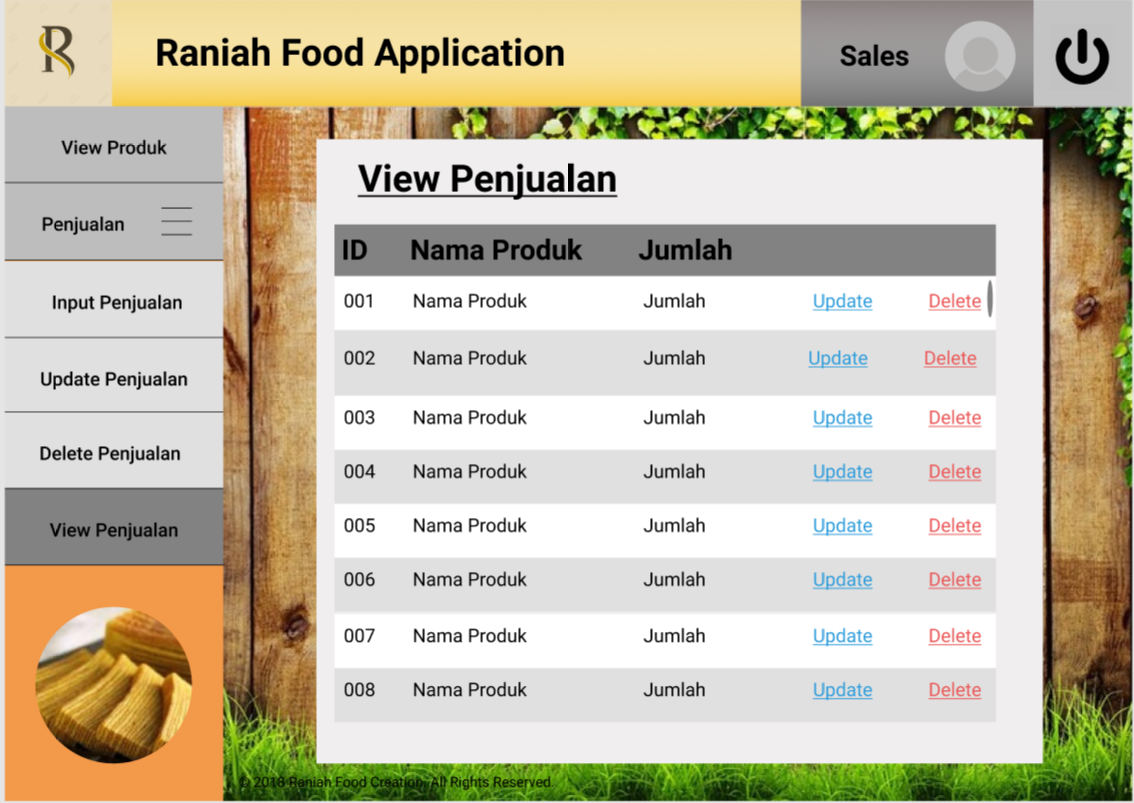 R
Raniah Food Application
Sales
View Produk
Penjualan
Input Penjualan
Update Penjualan
Delete Penjualan
View Penjualan
View Penjualan
ID Nama Produk Jumlah
001 Nama Produk Jumlah Update Delete
002 Nama Produk Jumlah Update Delete
003 Nama Produk Jumlah Update Delete
004 Nama Produk Jumlah Update Delete
005 Nama Produk Jumlah Update Delete
006 Nama Produk Jumlah Update Delete
007 Nama Produk Jumlah Update Delete
008 Nama Produk Jumlah Update Delete
© 2018 Raniah Food Creation. All Rights Reserved.